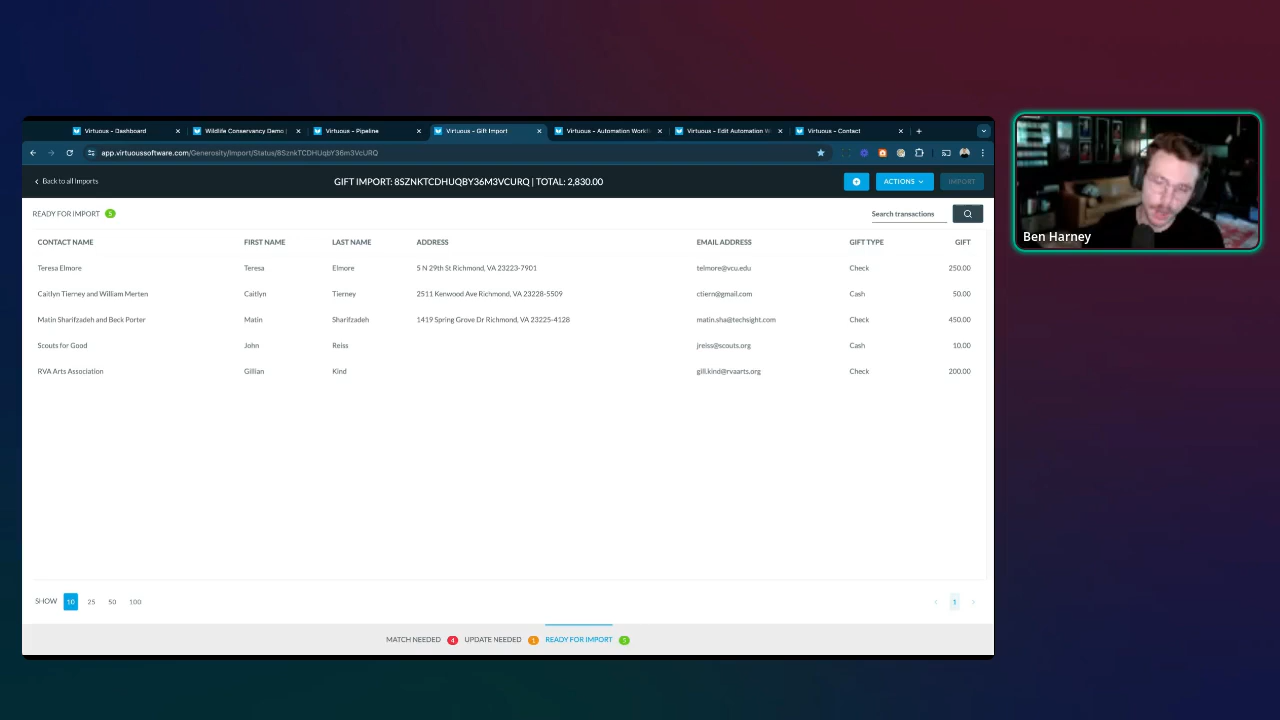 Virtuous - Dashboard
Wildlife Conservancy Demo
Virtuous - Pipeline
Virtuous - Gift Import
Virtuous - Automation Workf
Virtuous - Edit Automation W
Virtuous - Contact
app.virtuoussoftware.com/Generosity/Import/Status/8SznkTCDHUqbY36m3VcURQ
Back to all Imports
GIFT IMPORT: 8SZNKTCDHUQBY36M3VCURQ | TOTAL: 2,830.00
ACTIONS
IMPORT
READY FOR IMPORT 5
Search transactions
CONTACT NAME FIRST NAME LAST NAME ADDRESS EMAIL ADDRESS GIFT TYPE GIFT
Teresa Elmore Teresa Elmore 5 N 29th St Richmond, VA 23223-7901 telmore@vcu.edu Check 250.00
Caitlyn Tierney and William Merten Caitlyn Tierney 2511 Kenwood Ave Richmond, VA 23228-5509 ctiern@gmail.com Cash 50.00
Matin Sharifzadeh and Beck Porter Matin Sharifzadeh 1419 Spring Grove Dr Richmond, VA 23225-4128 matin.sha@techsight.com Check 450.00
Scouts for Good John Reiss jreiss@scouts.org Cash 10.00
RVA Arts Association Gillian Kind gill.kind@rvaarts.org Check 200.00
SHOW 10 25 50 100
1
MATCH NEEDED 4 UPDATE NEEDED 1 READY FOR IMPORT 5
Ben Harney